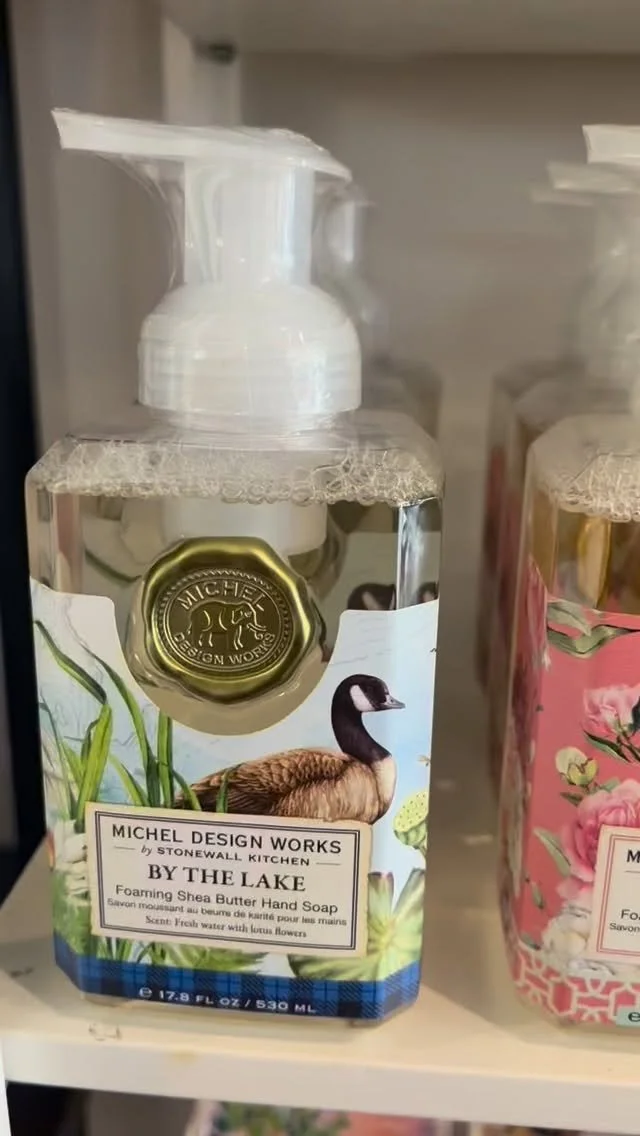 MICHEL
DESIGN WORKS
MICHEL DESIGN WORKS
by STONEWALL KITCHEN
BY THE LAKE
Foaming Shea Butter Hand Soap
Savon moussant au beurre de karité pour les mains
Scent: Fresh water with lotus flowers
℮ 17.8 FL OZ / 530 ML
M
Foa
Savon
℮